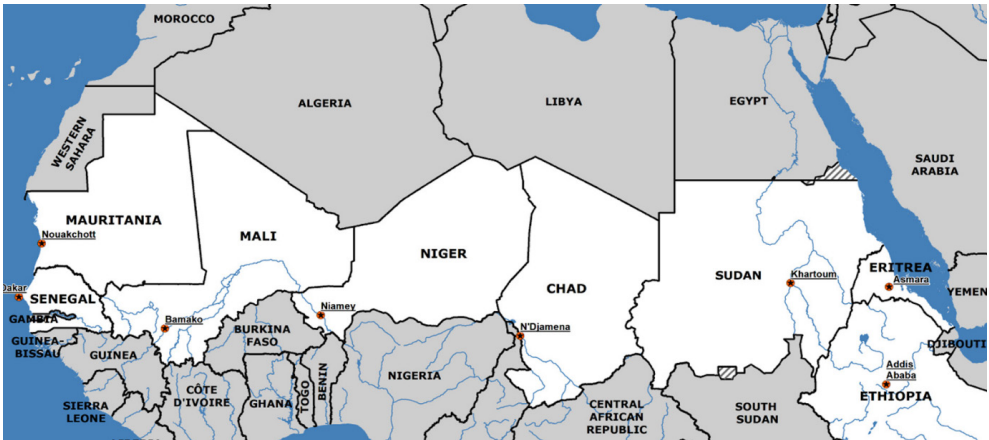 MOROCCO
ALGERIA
LIBYA
EGYPT
WESTERN
SAHARA
SAUDI
ARABIA
MAURITANIA
Nouakchott
MALI
NIGER
CHAD
SUDAN
Khartoum
ERITREA
Asmara
YEMEN
Dakar
SENEGAL
GAMBIA
GUINEA-
BISSAU
Bamako
Niamey
N'Djamena
BURKINA
FASO
GUINEA
NIGERIA
DJIBOUTI
Addis
Ababa
ETHIOPIA
SIERRA
LEONE
CÔTE
D'IVOIRE
GHANA
TOGO
BENIN
CENTRAL
AFRICAN
REPUBLIC
SOUTH
SUDAN